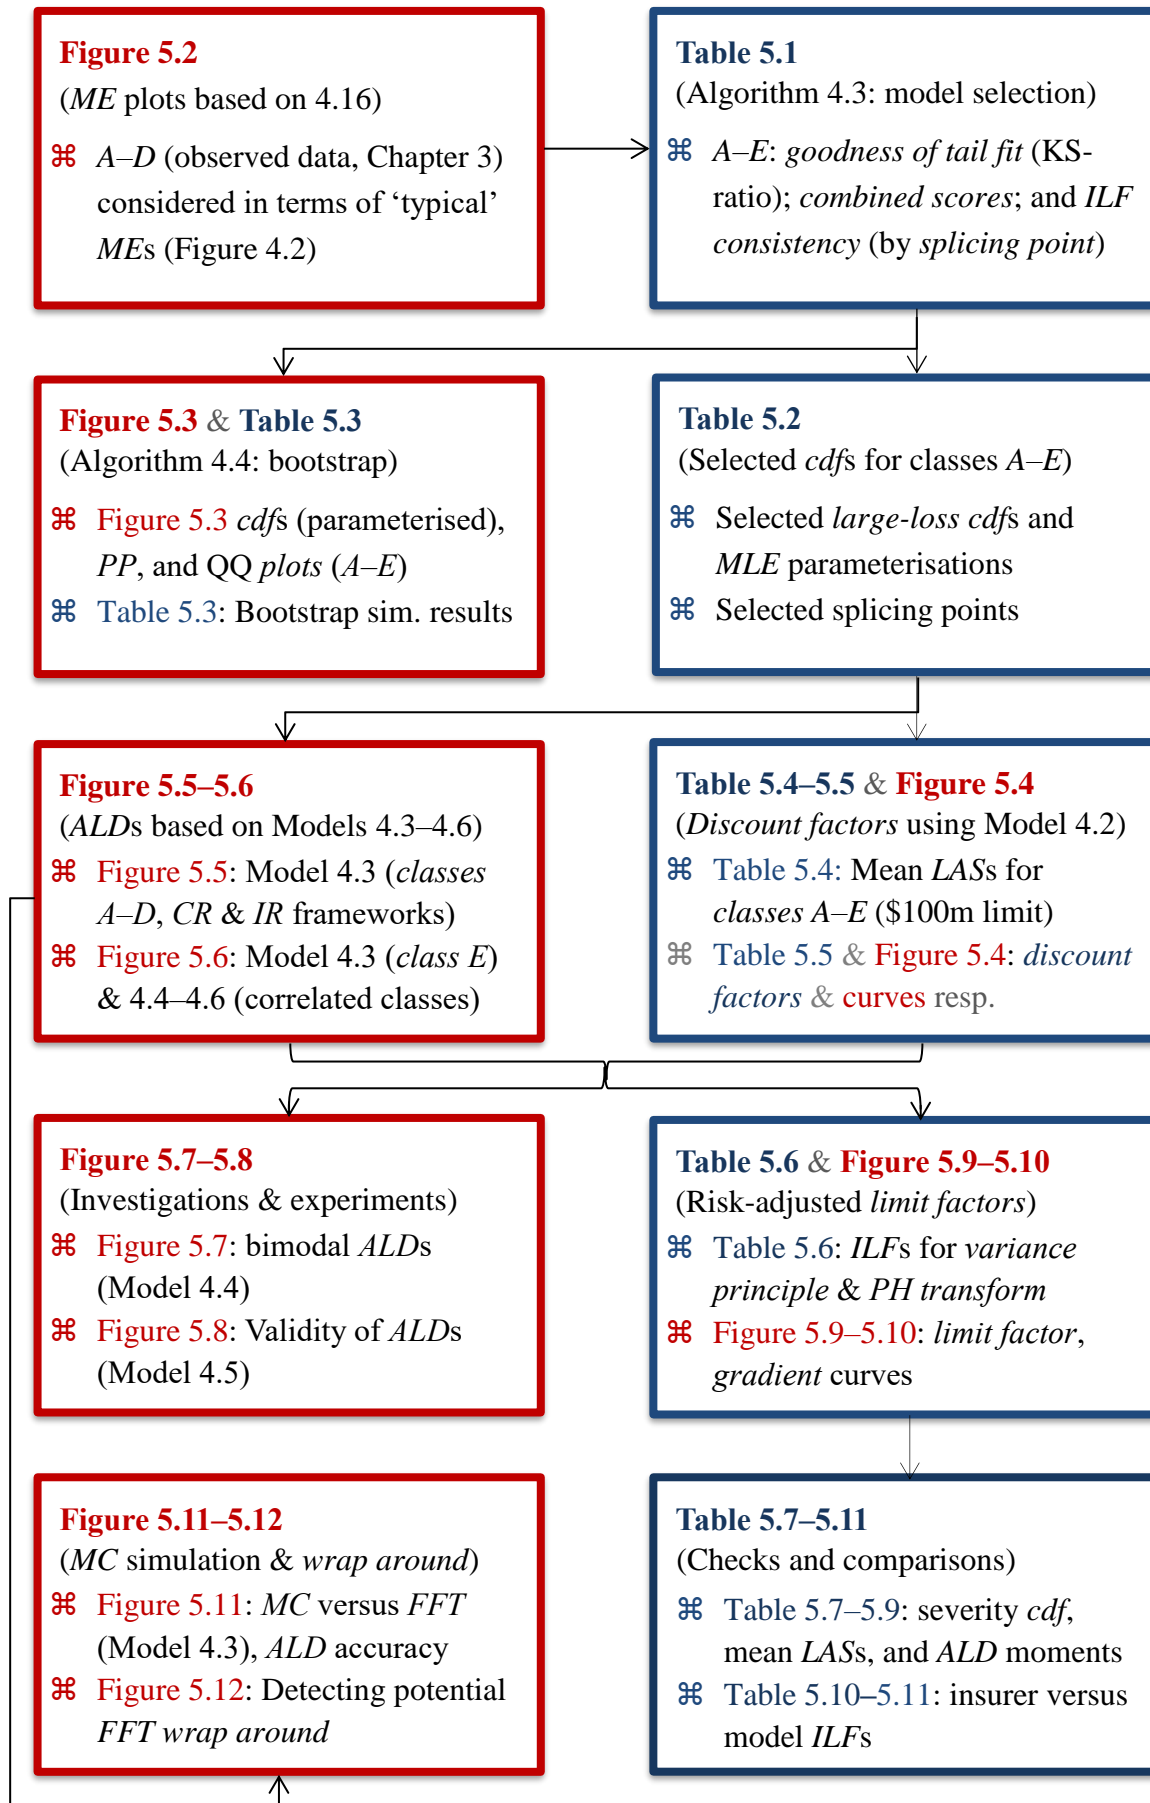 Figure 5.2
(ME plots based on 4.16)
⌘ A–D (observed data, Chapter 3)
considered in terms of ‘typical’
MEs (Figure 4.2)
Table 5.1
(Algorithm 4.3: model selection)
⌘ A–E: goodness of tail fit (KS-
ratio); combined scores; and ILF
consistency (by splicing point)
Figure 5.3 & Table 5.3
(Algorithm 4.4: bootstrap)
⌘ Figure 5.3 cdfs (parameterised),
PP, and QQ plots (A–E)
⌘ Table 5.3: Bootstrap sim. results
Table 5.2
(Selected cdfs for classes A–E)
⌘ Selected large-loss cdfs and
MLE parameterisations
⌘ Selected splicing points
Figure 5.5–5.6
(ALDs based on Models 4.3–4.6)
⌘ Figure 5.5: Model 4.3 (classes
A–D, CR & IR frameworks)
⌘ Figure 5.6: Model 4.3 (class E)
& 4.4–4.6 (correlated classes)
Table 5.4–5.5 & Figure 5.4
(Discount factors using Model 4.2)
⌘ Table 5.4: Mean LASs for
classes A–E ($100m limit)
⌘ Table 5.5 & Figure 5.4: discount
factors & curves resp.
Figure 5.7–5.8
(Investigations & experiments)
⌘ Figure 5.7: bimodal ALDs
(Model 4.4)
⌘ Figure 5.8: Validity of ALDs
(Model 4.5)
Table 5.6 & Figure 5.9–5.10
(Risk-adjusted limit factors)
⌘ Table 5.6: ILFs for variance
principle & PH transform
⌘ Figure 5.9–5.10: limit factor,
gradient curves
Figure 5.11–5.12
(MC simulation & wrap around)
⌘ Figure 5.11: MC versus FFT
(Model 4.3), ALD accuracy
⌘ Figure 5.12: Detecting potential
FFT wrap around
Table 5.7–5.11
(Checks and comparisons)
⌘ Table 5.7–5.9: severity cdf,
mean LASs, and ALD moments
⌘ Table 5.10–5.11: insurer versus
model ILFs